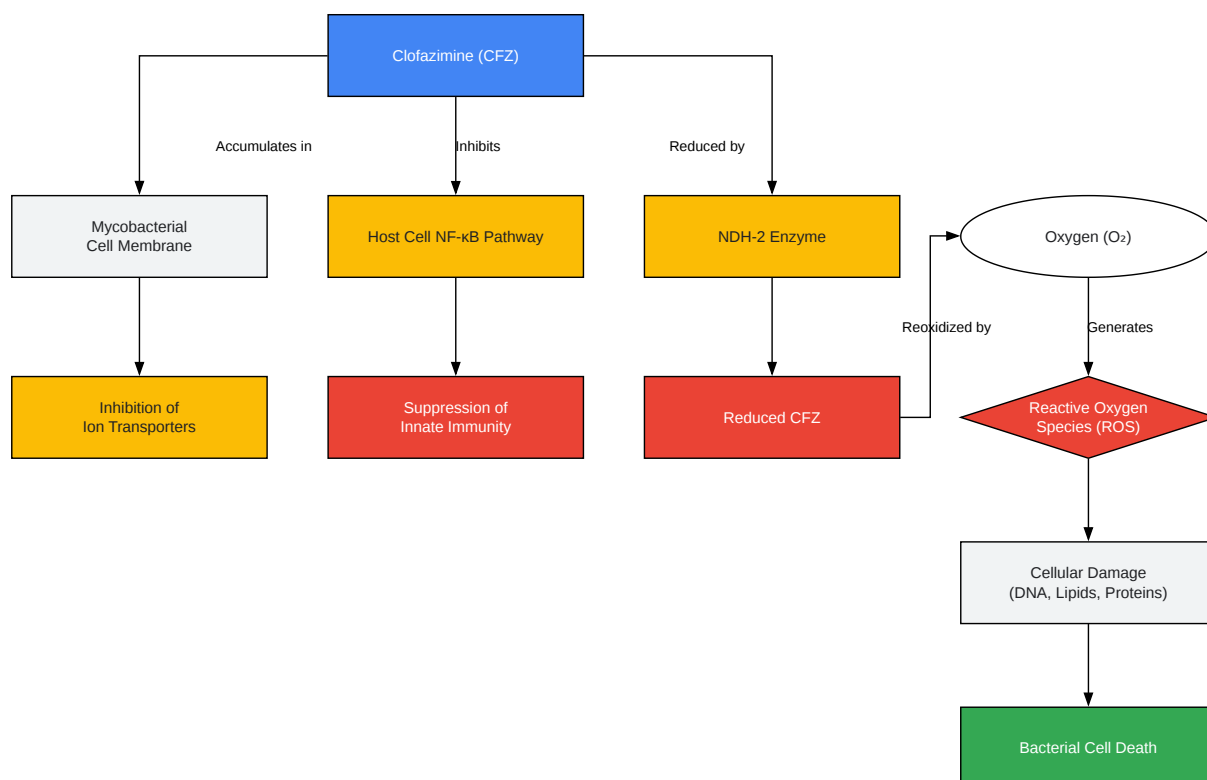 Clofazimine (CFZ)
Accumulates in
Inhibits
Reduced by
Mycobacterial
Cell Membrane
Host Cell NF-κB Pathway
NDH-2 Enzyme
Oxygen (O₂)
Reoxidized by
Generates
Inhibition of
Ion Transporters
Suppression of
Innate Immunity
Reduced CFZ
Reactive Oxygen
Species (ROS)
Cellular Damage
(DNA, Lipids, Proteins)
Bacterial Cell Death